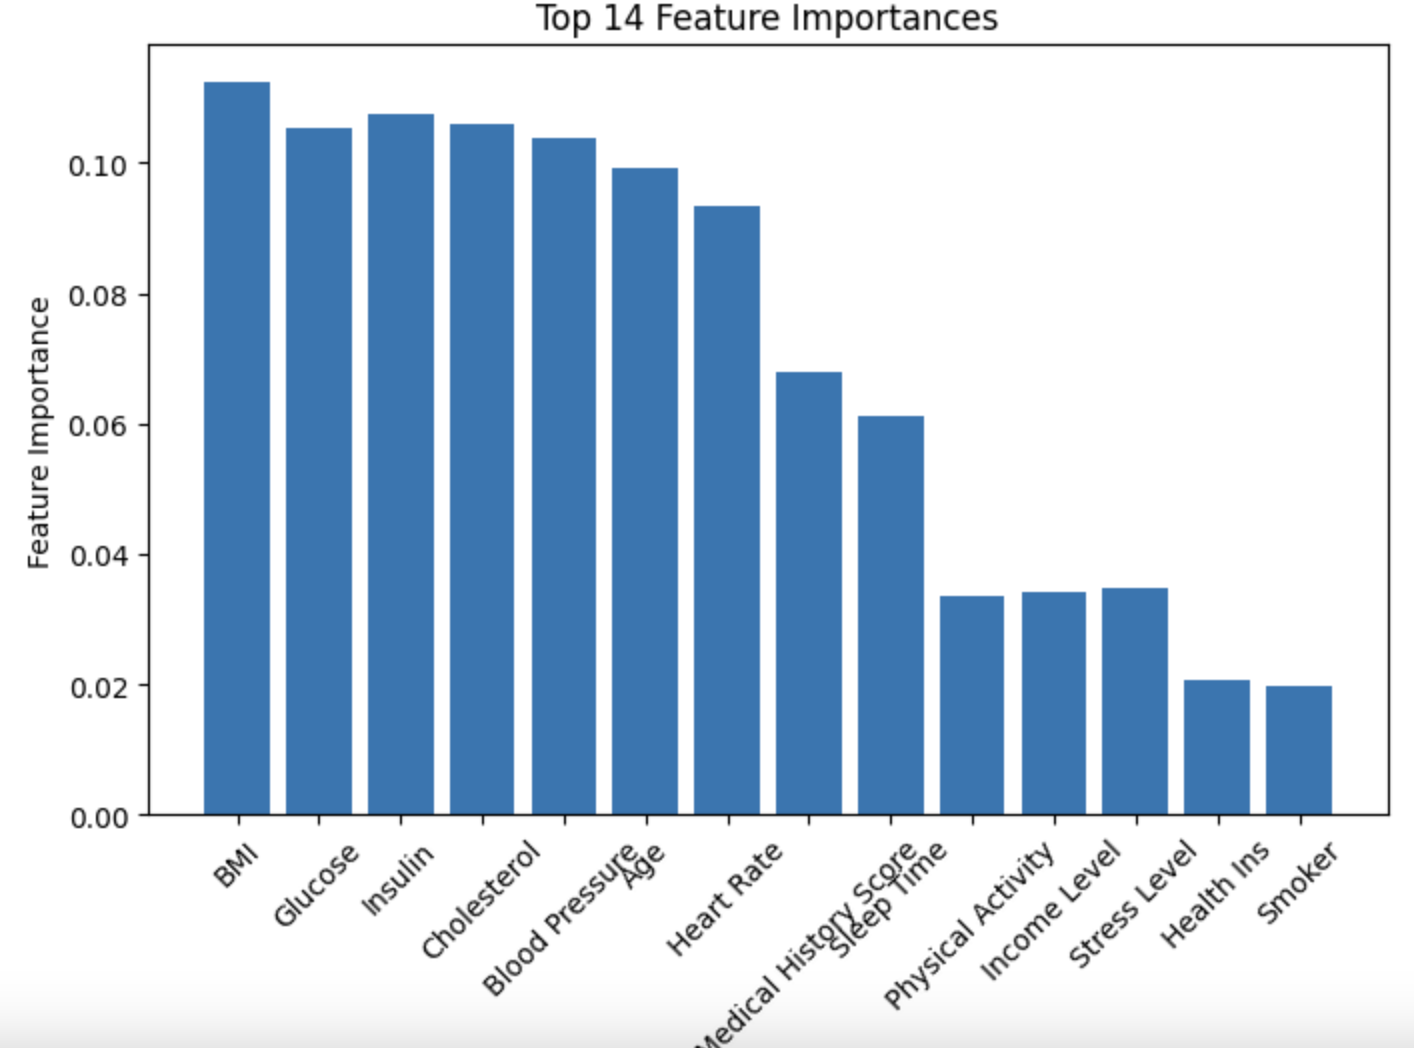 Top 14 Feature Importances
Feature Importance
0.10
0.08
0.06
0.04
0.02
0.00
BMI
Glucose
Insulin
Cholesterol
Blood Pressure
Age
Heart Rate
Medical History Score
Sleep Time
Physical Activity
Income Level
Stress Level
Health Ins
Smoker